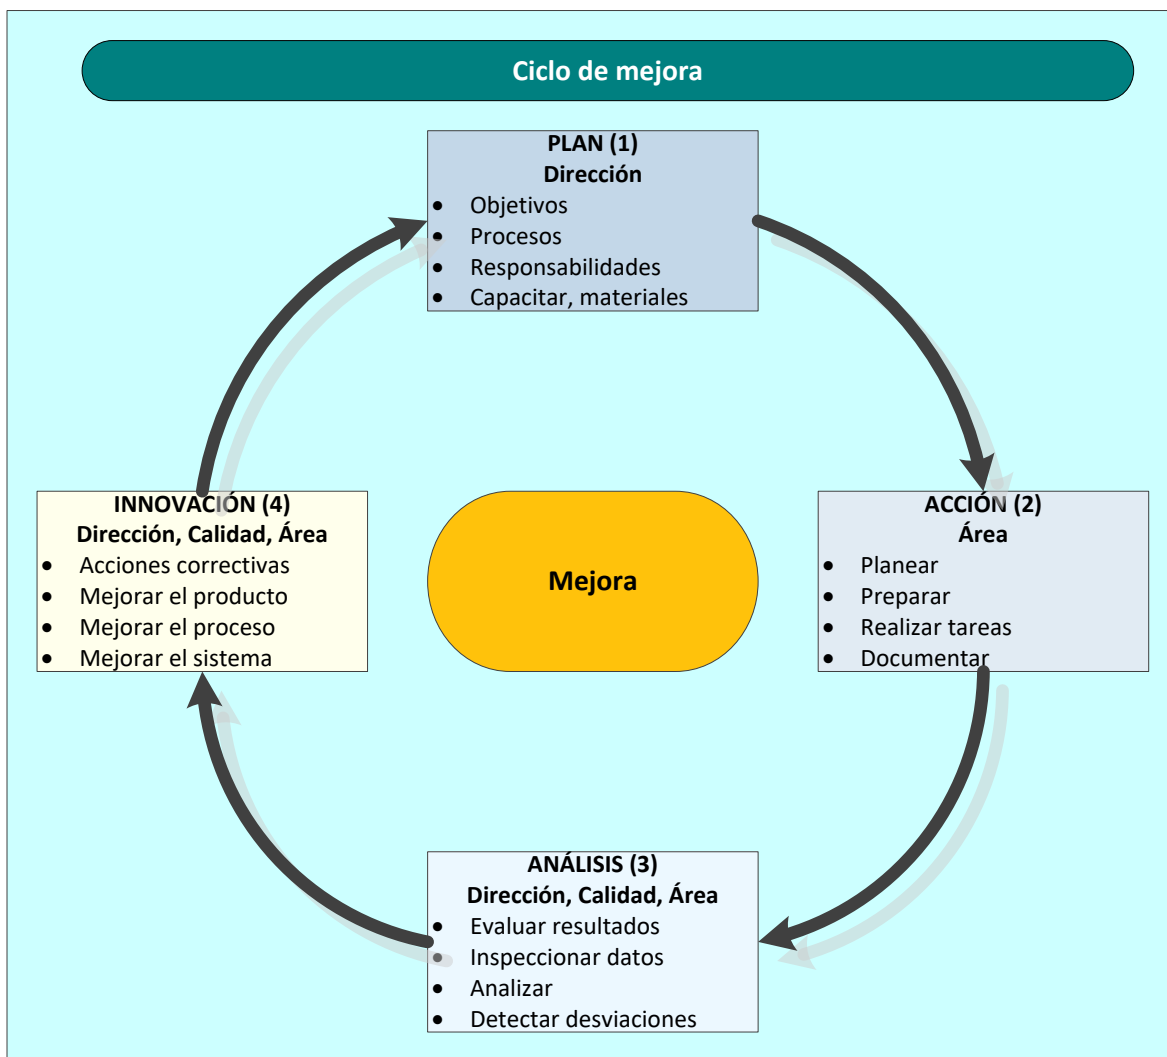 Ciclo de mejora
PLAN (1)
Dirección
• Objetivos
• Procesos
• Responsabilidades
• Capacitar, materiales
ACCIÓN (2)
Área
• Planear
• Preparar
• Realizar tareas
• Documentar
ANÁLISIS (3)
Dirección, Calidad, Área
• Evaluar resultados
• Inspeccionar datos
• Analizar
• Detectar desviaciones
INNOVACIÓN (4)
Dirección, Calidad, Área
• Acciones correctivas
• Mejorar el producto
• Mejorar el proceso
• Mejorar el sistema
Mejora